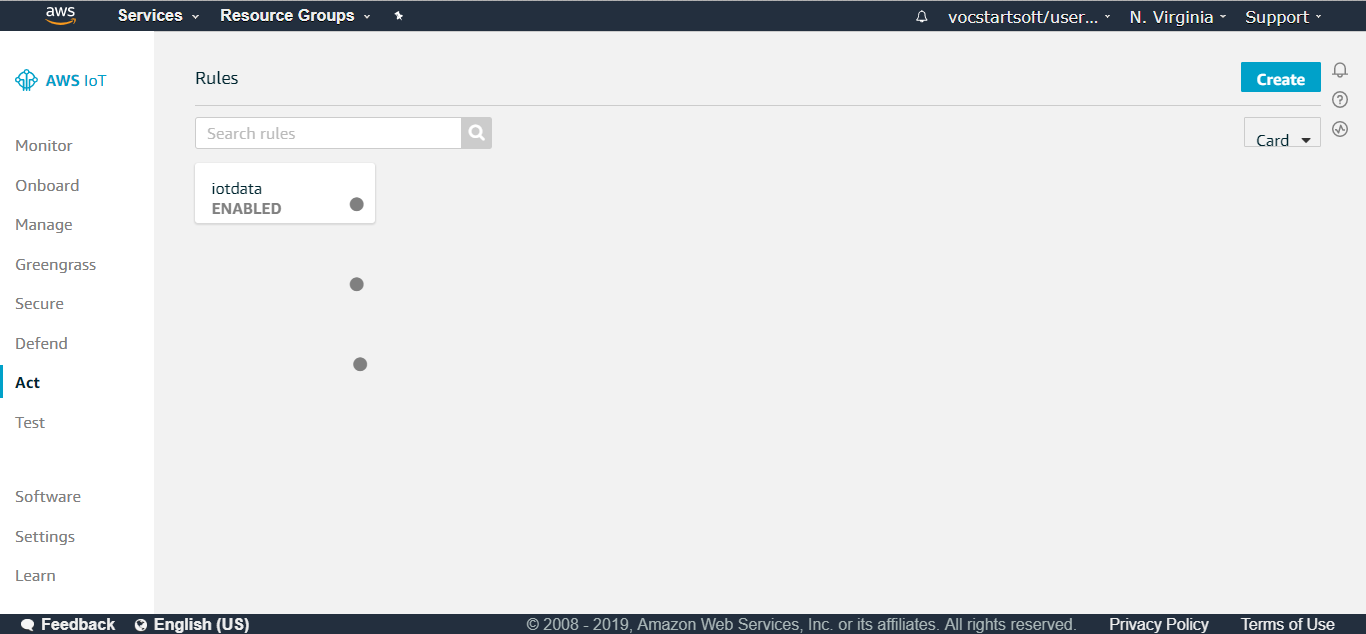 aws Services Resource Groups vocstartsoft/user... N. Virginia Support
AWS IoT
Monitor
Onboard
Manage
Greengrass
Secure
Defend
Act
Test
Software
Settings
Learn
Rules
Create
Search rules
Card
iotdata
ENABLED
Feedback English (US) © 2008 - 2019, Amazon Web Services, Inc. or its affiliates. All rights reserved. Privacy Policy Terms of Use